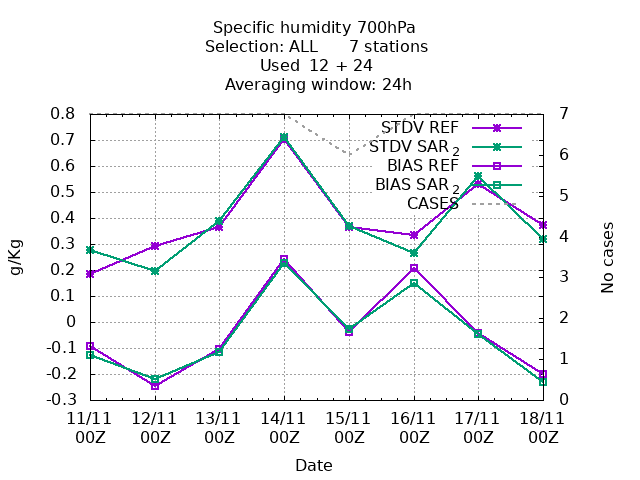 Specific humidity 700hPa
Selection: ALL 7 stations
Used 12 + 24
Averaging window: 24h
STDV REF
STDV SAR 2
BIAS REF
BIAS SAR 2
CASES
g/Kg
0.8
0.7
0.6
0.5
0.4
0.3
0.2
0.1
0
-0.1
-0.2
-0.3
No cases
7
6
5
4
3
2
1
0
11/11 12/11 13/11 14/11 15/11 16/11 17/11 18/11
00Z 00Z 00Z 00Z 00Z 00Z 00Z 00Z
Date